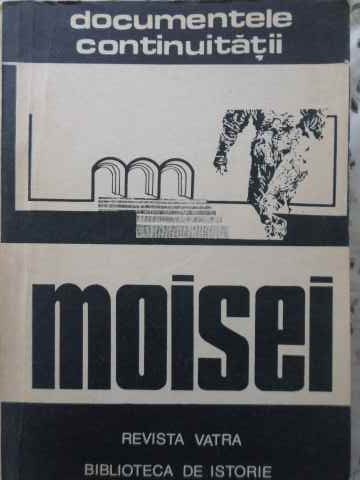 documentele
continuității
moisei
REVISTA VATRA
BIBLIOTECA DE ISTORIE